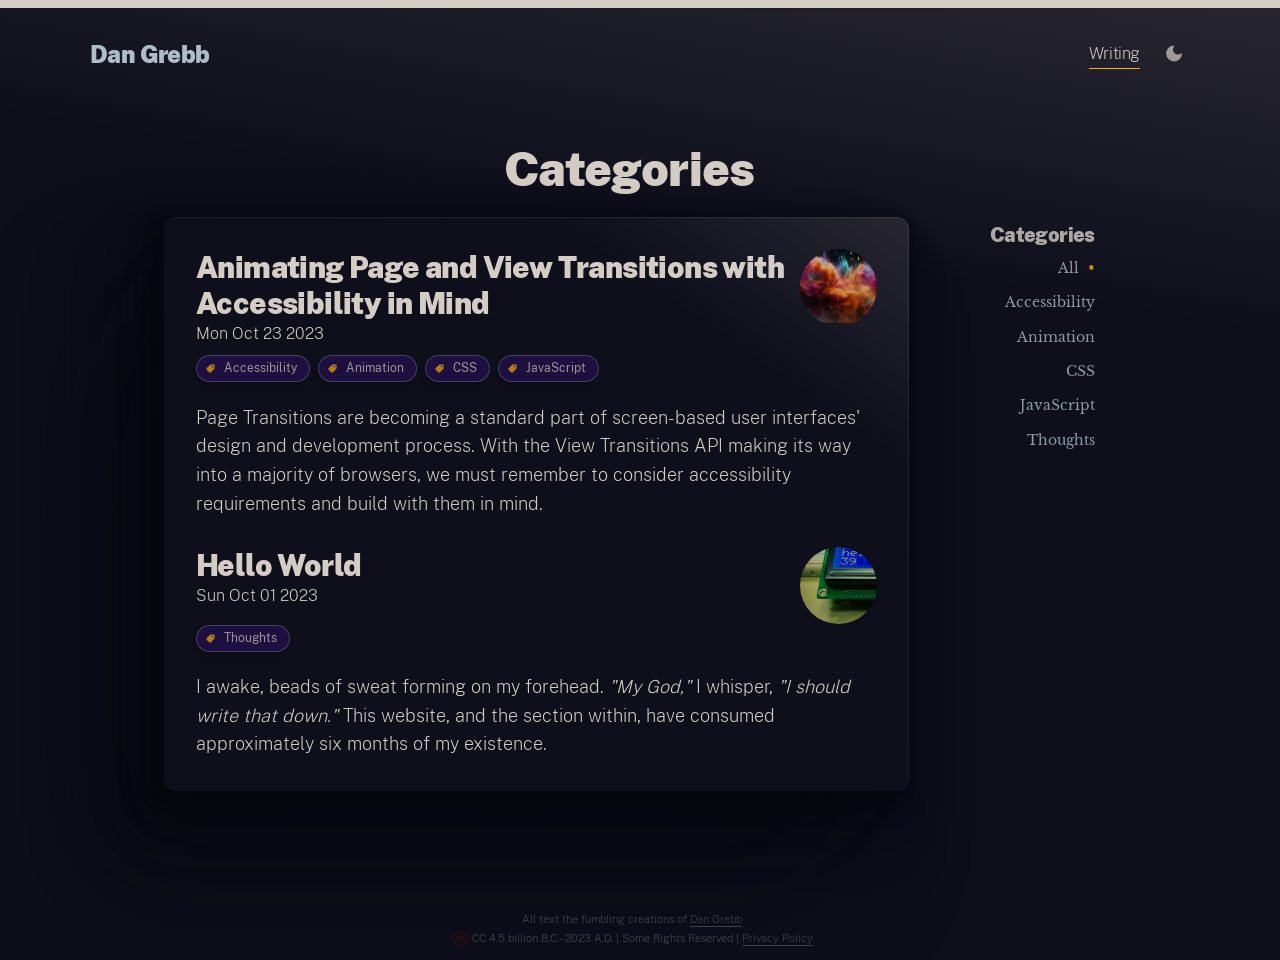 Dan Grebb
Writing
Categories
Animating Page and View Transitions with
Accessibility in Mind
Mon Oct 23 2023
Accessibility
Animation
CSS
JavaScript
Page Transitions are becoming a standard part of screen-based user interfaces'
design and development process. With the View Transitions API making its way
into a majority of browsers, we must remember to consider accessibility
requirements and build with them in mind.
Hello World
Sun Oct 01 2023
Thoughts
I awake, beads of sweat forming on my forehead. "My God," I whisper, "I should
write that down." This website, and the section within, have consumed
approximately six months of my existence.
Categories
All •
Accessibility
Animation
CSS
JavaScript
Thoughts
All text the fumbling creations of Dan Grebb
CC 4.5 billion B.C.–2023 A.D. | Some Rights Reserved | Privacy Policy